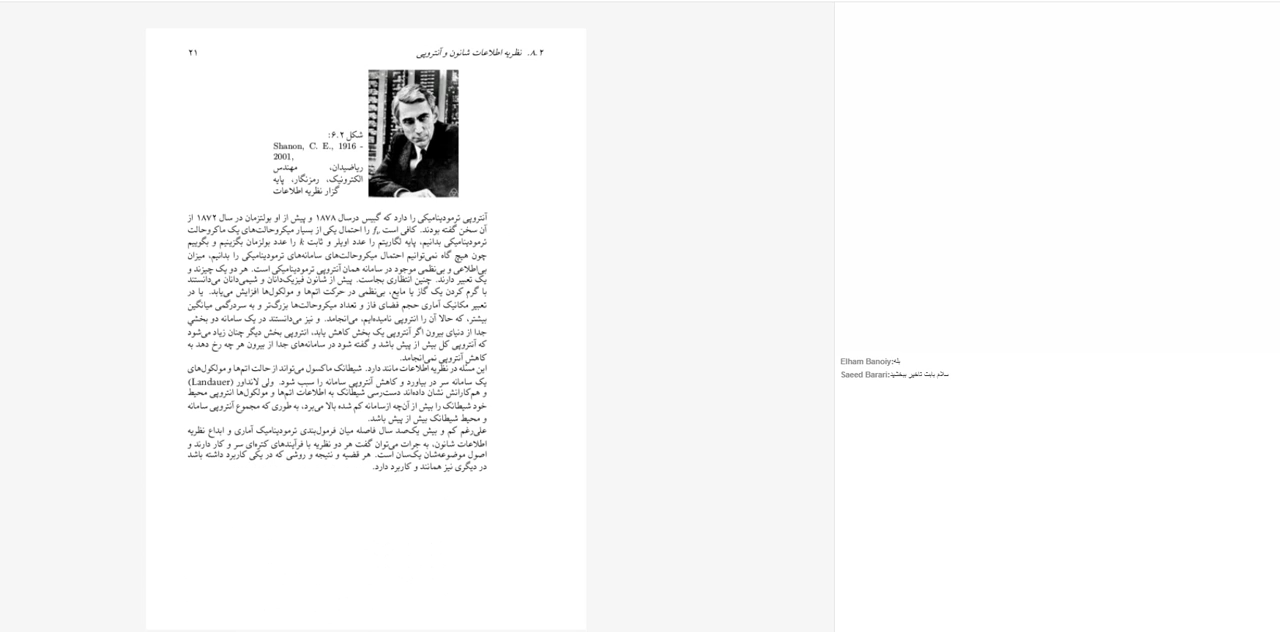 ۸.۲. نظریه اطلاعات شانون و آنتروپی ۲۱
شکل ۶.۲:
Shanon, C. E., 1916 -
2001,
ریاضیدان، مهندس
الکترونیک، رمزنگار، پایه
گزار نظریه اطلاعات
آنتروپی ترمودینامیکی را دارد که گیبس درسال ۱۸۷۸ و پیش از او بولتزمان در سال ۱۸۷۲ از
آن سخن گفته بودند. کافی است را احتمال یکی از بسیار میکروحالت‌های یک ماکروحالت
ترمودینامیکی بدانیم، پایه لگاریتم را عدد اویلر و ثابت k را عدد بولزمان بگزینیم و بگوییم
چون هیچ گاه نمی‌توانیم احتمال میکروحالت‌های سامانه‌های ترمودینامیکی را بدانیم، میزان
بی‌اطلاعی و بی‌نظمی موجود در سامانه همان آنتروپی ترمودینامیکی است. هر دو یک چیزند و
یک تعبیر دارند. چنین انتظاری بجاست. پیش از شانون فیزیک‌دانان و شیمی‌دانان می‌دانستند
با گرم کردن یک گاز یا مایع، بی‌نظمی در حرکت اتم‌ها و مولکول‌ها افزایش می‌یابد. یا در
تعبیر مکانیک آماری حجم فضای فاز و تعداد میکروحالت‌ها بزرگ‌تر و به سردرگمی میانگین
بیشتر، که حالا آن را انتروپی نامیده‌ایم، می‌انجامد. و نیز می‌دانستند در یک سامانه دو بخشیِ
جدا از دنیای بیرون اگر آنتروپی یک بخش کاهش یابد، انتروپی بخش دیگر چنان زیاد می‌شود
که آنتروپی کل بیش از پیش باشد و گفته شود در سامانه‌های جدا از بیرون هر چه رخ دهد به
کاهش آنتروپی نمی‌انجامد.
این مسئله در نظریه اطلاعات مانند دارد. شیطانک ماکسول می‌تواند از حالت اتم‌ها و مولکول‌های
یک سامانه سر در بیاورد و کاهش آنتروپی سامانه را سبب شود. ولی لانداور (Landauer)
و هم‌کارانش نشان داده‌اند دست‌رسی شیطانک به اطلاعات اتم‌ها و مولکول‌ها انتروپی محیط
خود شیطانک را بیش از آن‌چه ازسامانه کم شده بالا می‌برد، به طوری که مجموع آنتروپی سامانه
و محیط شیطانک بیش از پیش باشد.
علی‌رغم کم و بیش یک‌صد سال فاصله میان فرمول‌بندی ترمودینامیک آماری و ابداع نظریه
اطلاعات شانون، به جرات می‌توان گفت هر دو نظریه با فرآیندهای کتره‌ای سر و کار دارند و
اصول موضوعه‌شان یک‌سان است. هر قضیه و نتیجه و روشی که در یکی کاربرد داشته باشد
در دیگری نیز همانند و کاربرد دارد.
Elham Banoiy:بله
Saeed Barari:سلام بابت تاخیر ببخشید